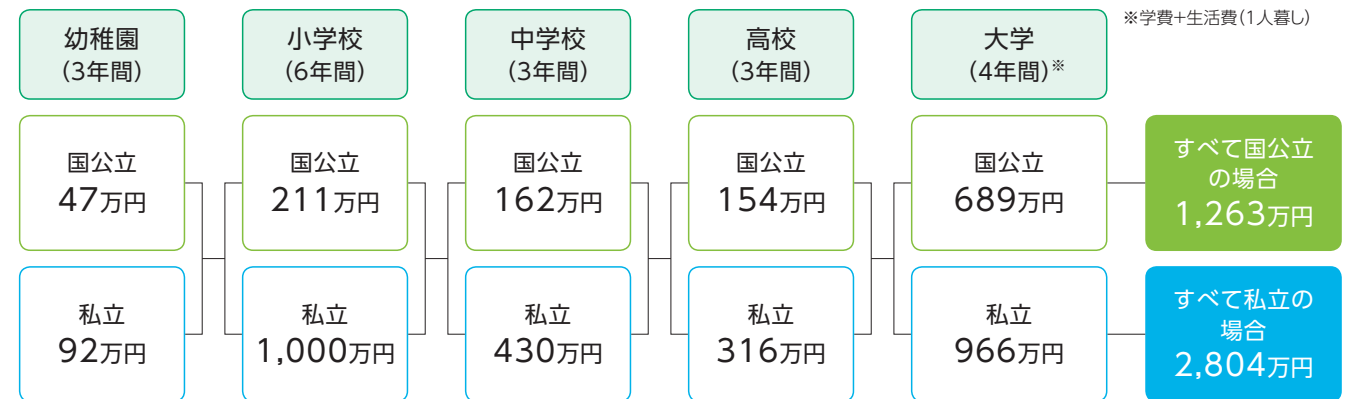 ※学費+生活費(1人暮し)
幼稚園
(3年間)
小学校
(6年間)
中学校
(3年間)
高校
(3年間)
大学
(4年間)※
国公立
47万円
国公立
211万円
国公立
162万円
国公立
154万円
国公立
689万円
すべて国公立
の場合
1,263万円
私立
92万円
私立
1,000万円
私立
430万円
私立
316万円
私立
966万円
すべて私立の
場合
2,804万円